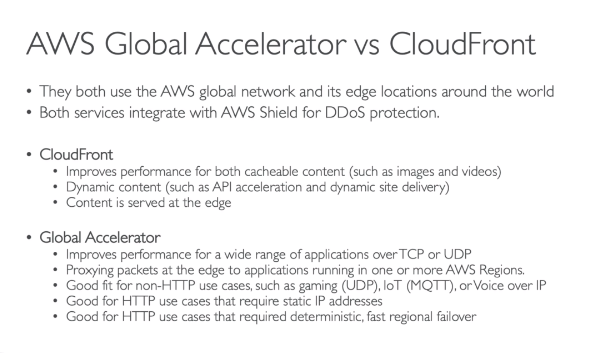 AWS Global Accelerator vs CloudFront
• They both use the AWS global network and its edge locations around the world
• Both services integrate with AWS Shield for DDoS protection.
• CloudFront
• Improves performance for both cacheable content (such as images and videos)
• Dynamic content (such as API acceleration and dynamic site delivery)
• Content is served at the edge
• Global Accelerator
• Improves performance for a wide range of applications over TCP or UDP
• Proxying packets at the edge to applications running in one or more AWS Regions.
• Good fit for non-HTTP use cases, such as gaming (UDP), IoT (MQTT), or Voice over IP
• Good for HTTP use cases that require static IP addresses
• Good for HTTP use cases that required deterministic, fast regional failover